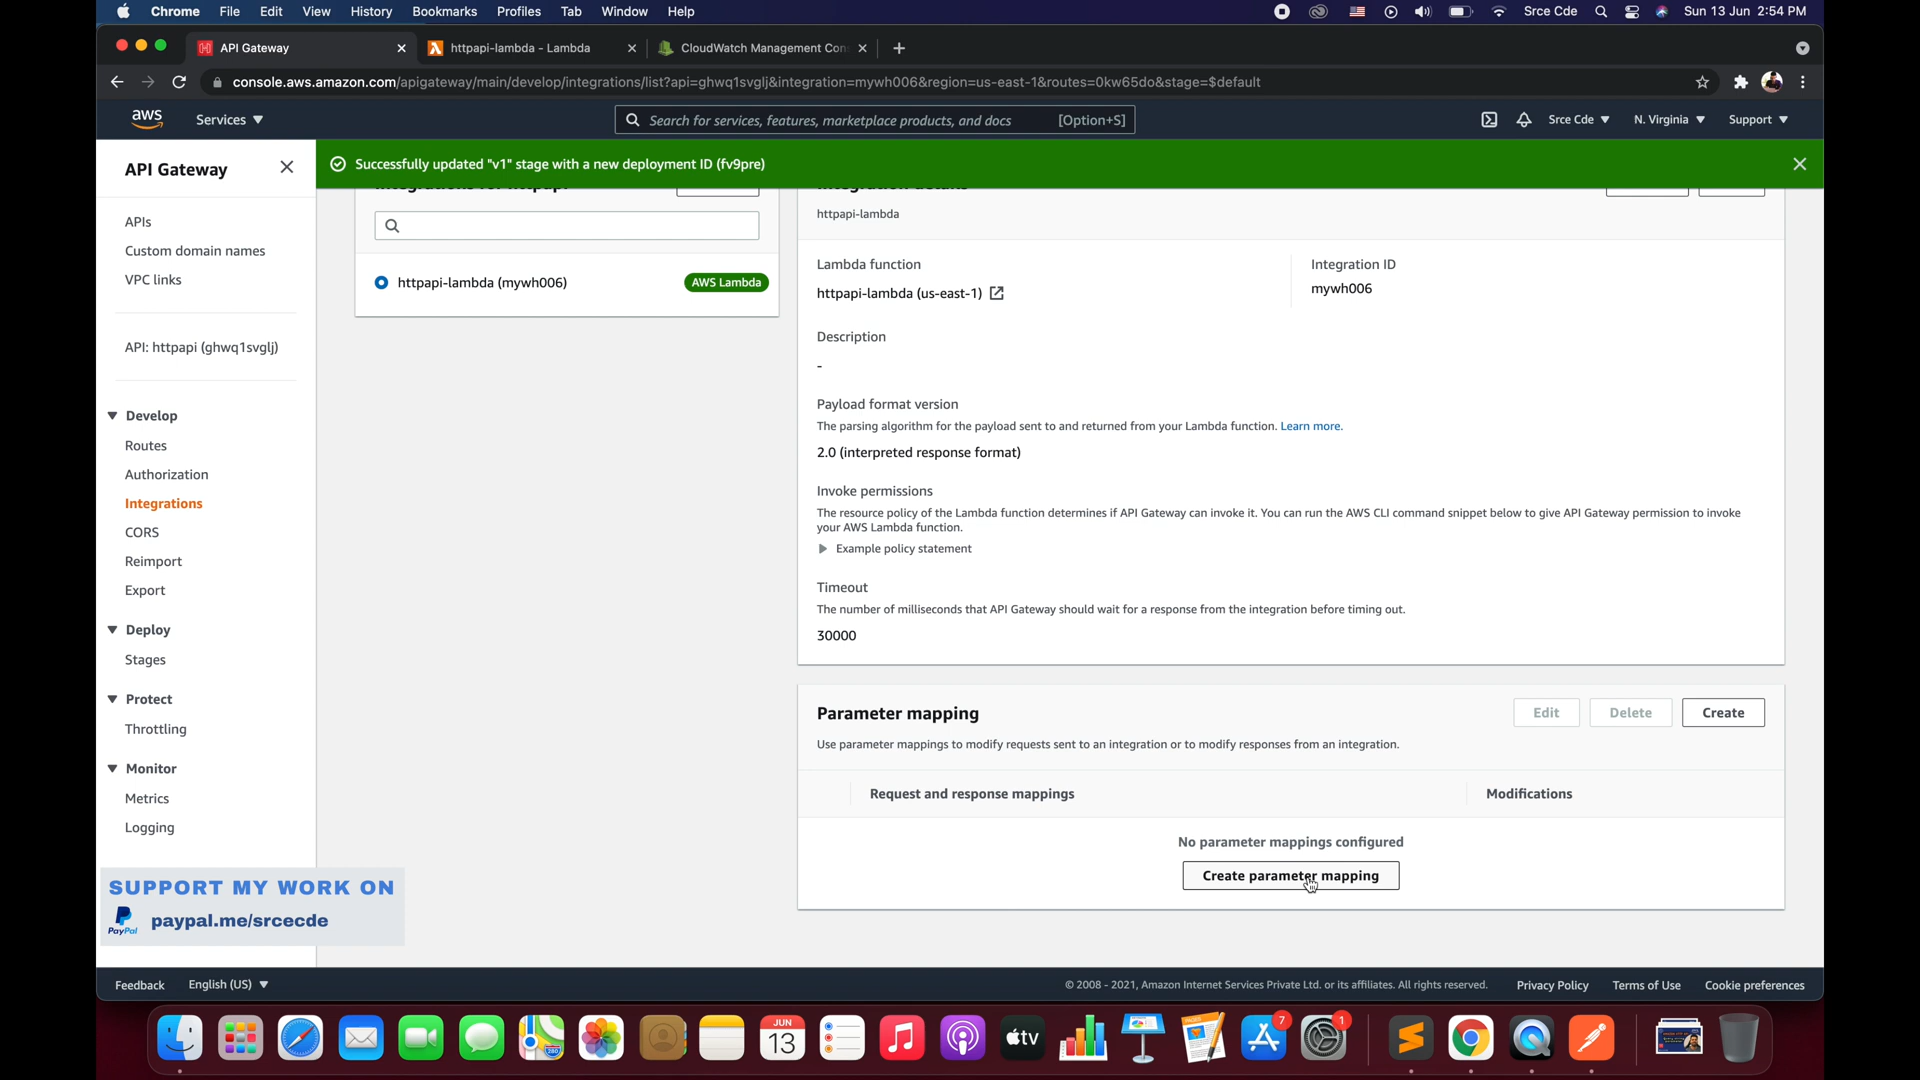 Chrome File Edit View History Bookmarks Profiles Tab Window Help
Srce Cde Sun 13 Jun 2:54 PM
API Gateway
httpapi-lambda - Lambda
CloudWatch Management Con
console.aws.amazon.com/apigateway/main/develop/integrations/list?api=ghwq1svglj&integration=mywh006&region=us-east-1&routes=0kw65do&stage=$default
aws
Services
Search for services, features, marketplace products, and docs [Option+S]
Srce Cde
N. Virginia
Support
API Gateway
Successfully updated "v1" stage with a new deployment ID (fv9pre)
APIs
Custom domain names
VPC links
API: httpapi (ghwq1svglj)
Develop
Routes
Authorization
Integrations
CORS
Reimport
Export
Deploy
Stages
Protect
Throttling
Monitor
Metrics
Logging
httpapi-lambda (mywh006)
AWS Lambda
httpapi-lambda
Lambda function
httpapi-lambda (us-east-1)
Integration ID
mywh006
Description
-
Payload format version
The parsing algorithm for the payload sent to and returned from your Lambda function. Learn more.
2.0 (interpreted response format)
Invoke permissions
The resource policy of the Lambda function determines if API Gateway can invoke it. You can run the AWS CLI command snippet below to give API Gateway permission to invoke
your AWS Lambda function.
Example policy statement
Timeout
The number of milliseconds that API Gateway should wait for a response from the integration before timing out.
30000
Parameter mapping
Edit
Delete
Create
Use parameter mappings to modify requests sent to an integration or to modify responses from an integration.
Request and response mappings
Modifications
No parameter mappings configured
Create parameter mapping
SUPPORT MY WORK ON
PayPal
paypal.me/srcecde
Feedback
English (US)
© 2008 - 2021, Amazon Internet Services Private Ltd. or its affiliates. All rights reserved.
Privacy Policy
Terms of Use
Cookie preferences
JUN
13
tv
7
1